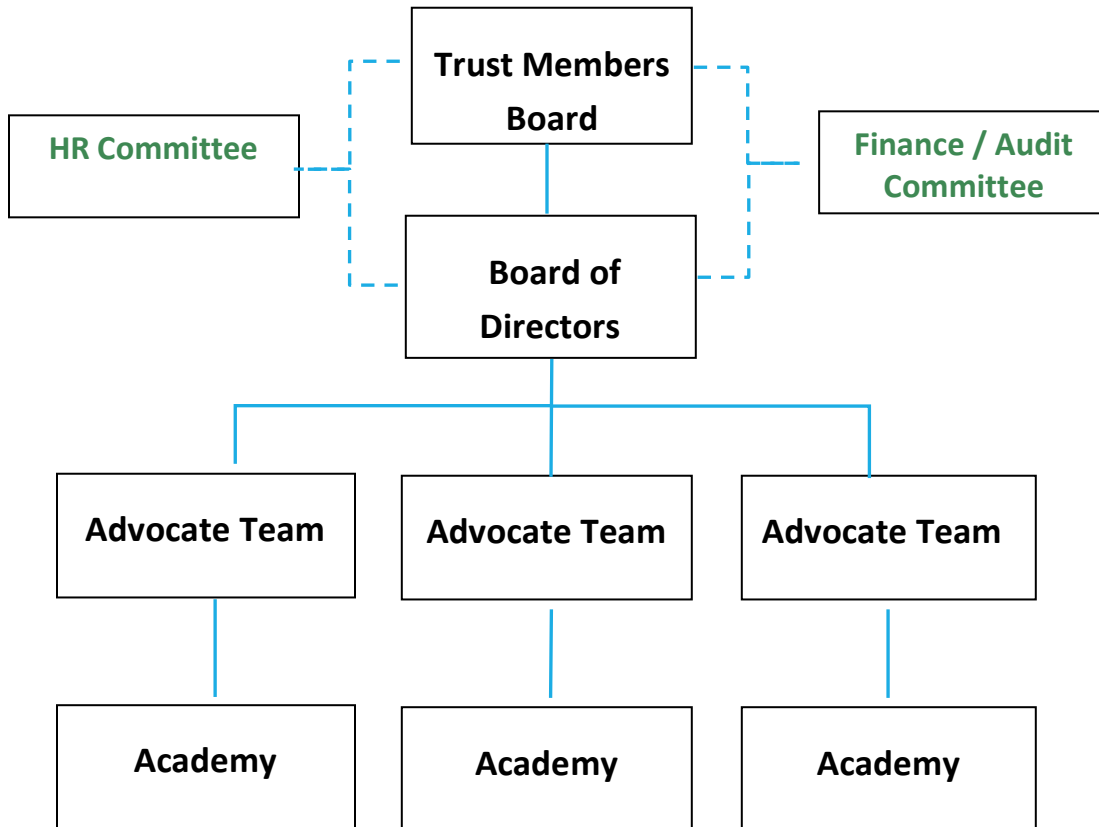 Trust Members
Board
HR Committee
Finance / Audit
Committee
Board of
Directors
Advocate Team
Advocate Team
Advocate Team
Academy
Academy
Academy